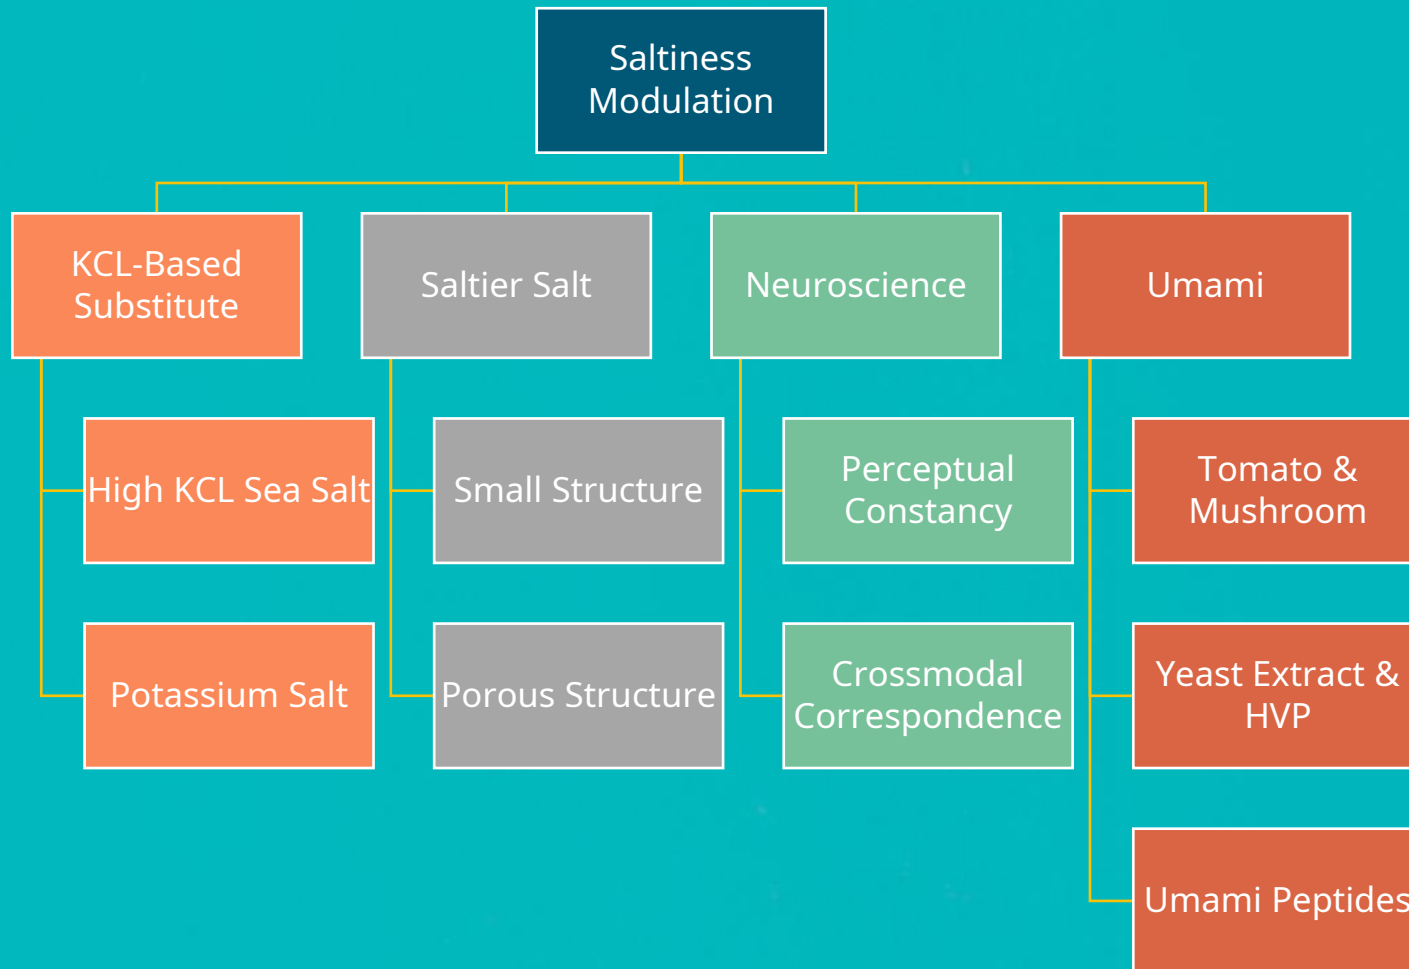 Saltiness
Modulation
KCL-Based
Substitute
Saltier Salt
Neuroscience
Umami
High KCL Sea Salt
Small Structure
Perceptual
Constancy
Tomato &
Mushroom
Potassium Salt
Porous Structure
Crossmodal
Correspondence
Yeast Extract &
HVP
Umami Peptides